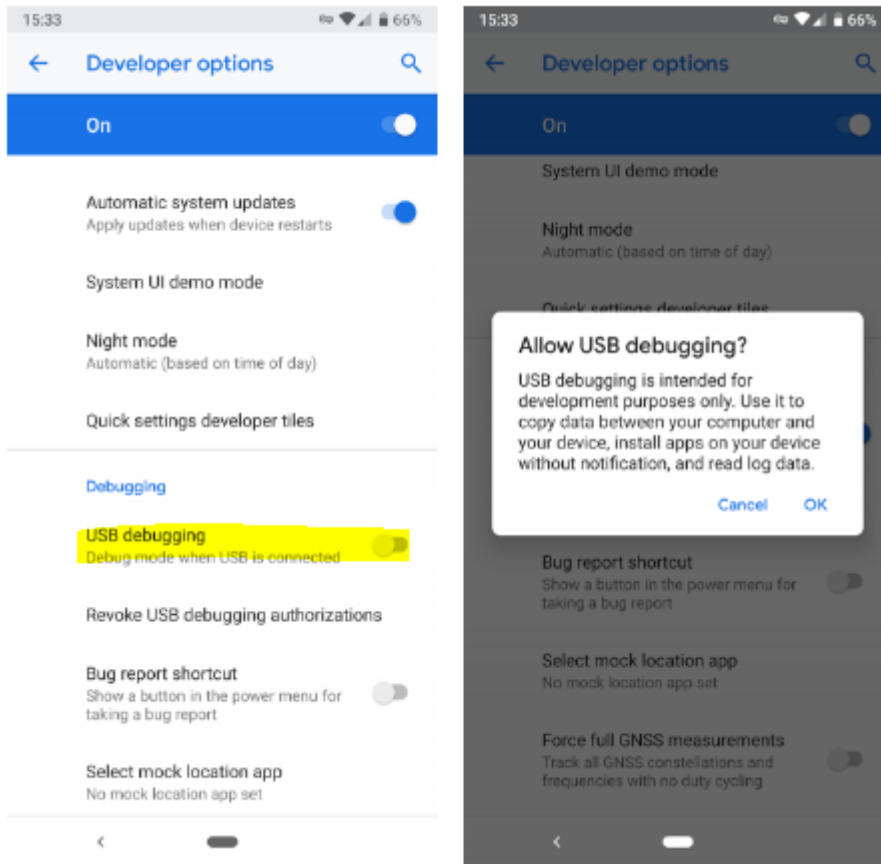 15:33
66%
Developer options
On
Automatic system updates
Apply updates when device restarts
System UI demo mode
Night mode
Automatic (based on time of day)
Quick settings developer tiles
Debugging
USB debugging
Debug mode when USB is connected
Revoke USB debugging authorizations
Bug report shortcut
Show a button in the power menu for
taking a bug report
Select mock location app
No mock location app set
15:33
66%
Developer options
On
System UI demo mode
Night mode
Automatic (based on time of day)
Quick settings developer tiles
Allow USB debugging?
USB debugging is intended for
development purposes only. Use it to
copy data between your computer and
your device, install apps on your device
without notification, and read log data.
Cancel OK
Bug report shortcut
Show a button in the power menu for
taking a bug report
Select mock location app
No mock location app set
Force full GNSS measurements
Track all GNSS constellations and
frequencies with no duty cycling